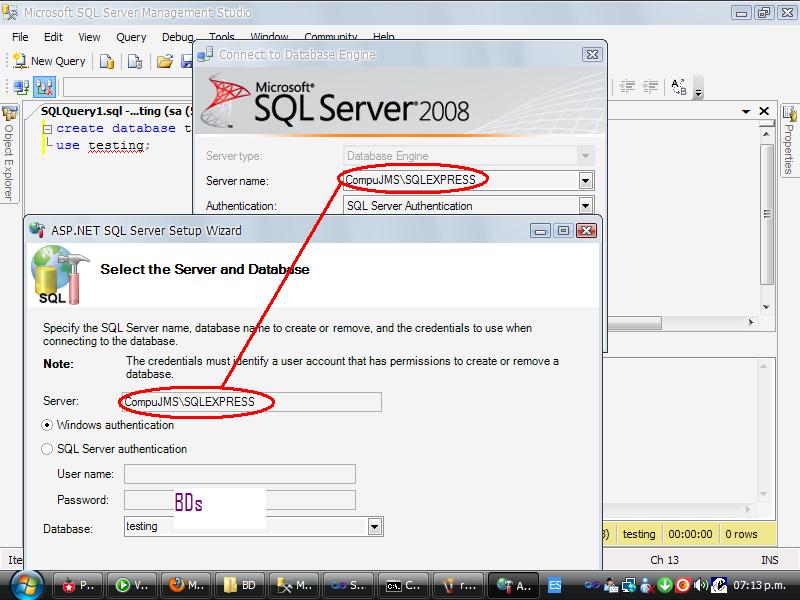 Microsoft SQL Server Management Studio
File Edit View Query Debug Tools Window Community Help
New Query
Connect to Database Engine
Microsoft®
SQL Server® 2008
SQLQuery1.sql -...ting (sa (
create database t
use testing;
Object Explorer
Properties
Server type: Database Engine
Server name: CompuJMS\SQLEXPRESS
Authentication: SQL Server Authentication
ASP.NET SQL Server Setup Wizard
SQL
Select the Server and Database
Specify the SQL Server name, database name to create or remove, and the credentials to use when
connecting to the database.
Note: The credentials must identify a user account that has permissions to create or remove a
database.
Server: CompuJMS\SQLEXPRESS
Windows authentication
SQL Server authentication
User name:
Password:
BDs
Database: testing
testing 00:00:00 0 rows
Ch 13 INS
P.. V.. M.. BD M.. S.. C.. r... A.. ES 07:13 p.m.